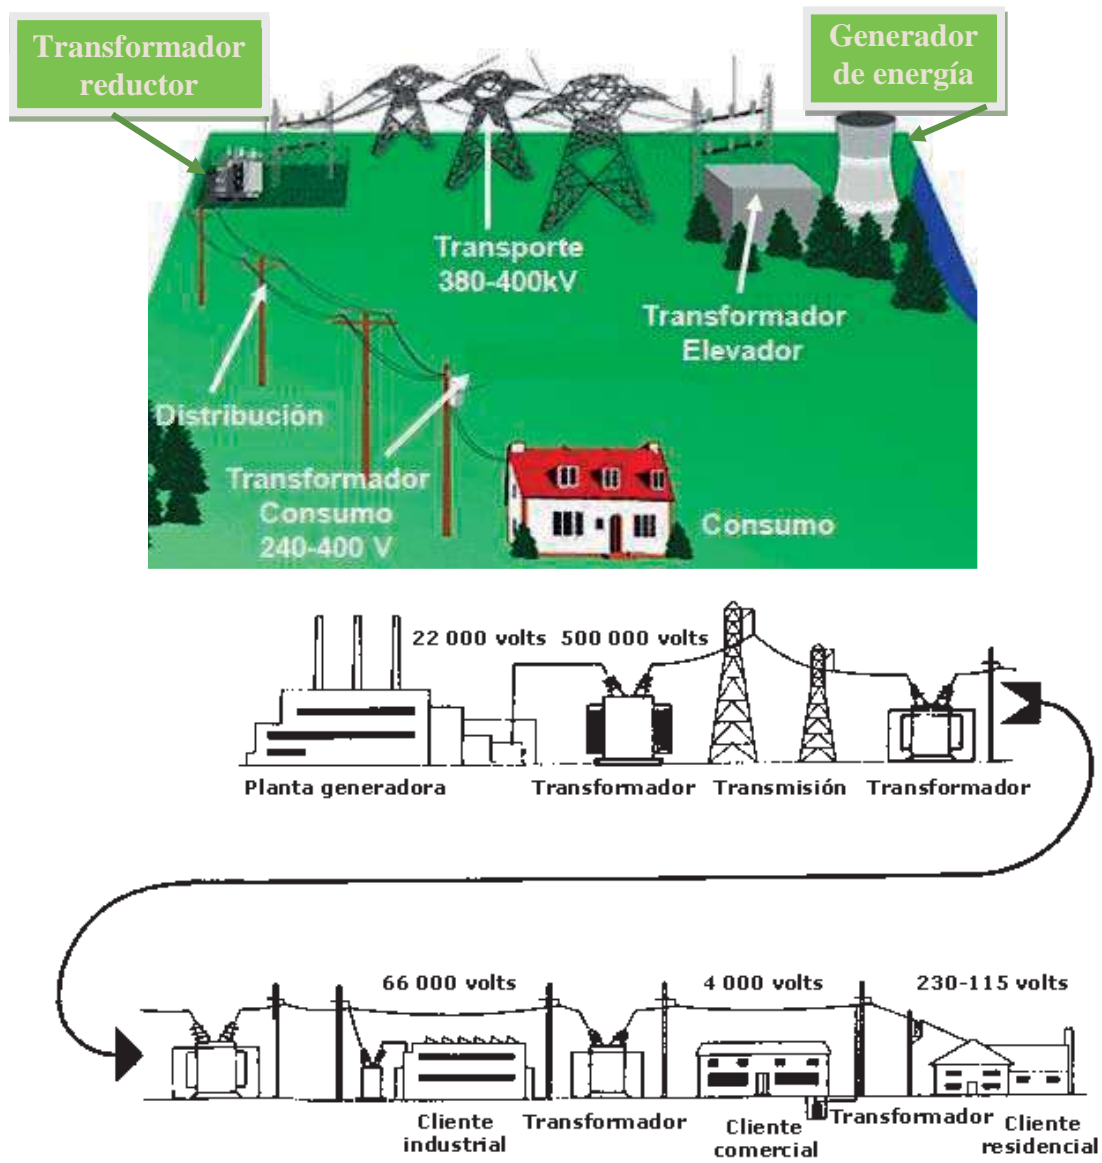 Transformador
reductor
Generador
de energía
Transporte
380-400kV
Transformador
Elevador
Distribución
Transformador
Consumo
240-400 V
Consumo
22 000 volts
500 000 volts
Planta generadora
Transformador
Transmisión
Transformador
66 000 volts
4 000 volts
230-115 volts
Cliente
industrial
Transformador
Cliente
comercial
Transformador
Cliente
residencial